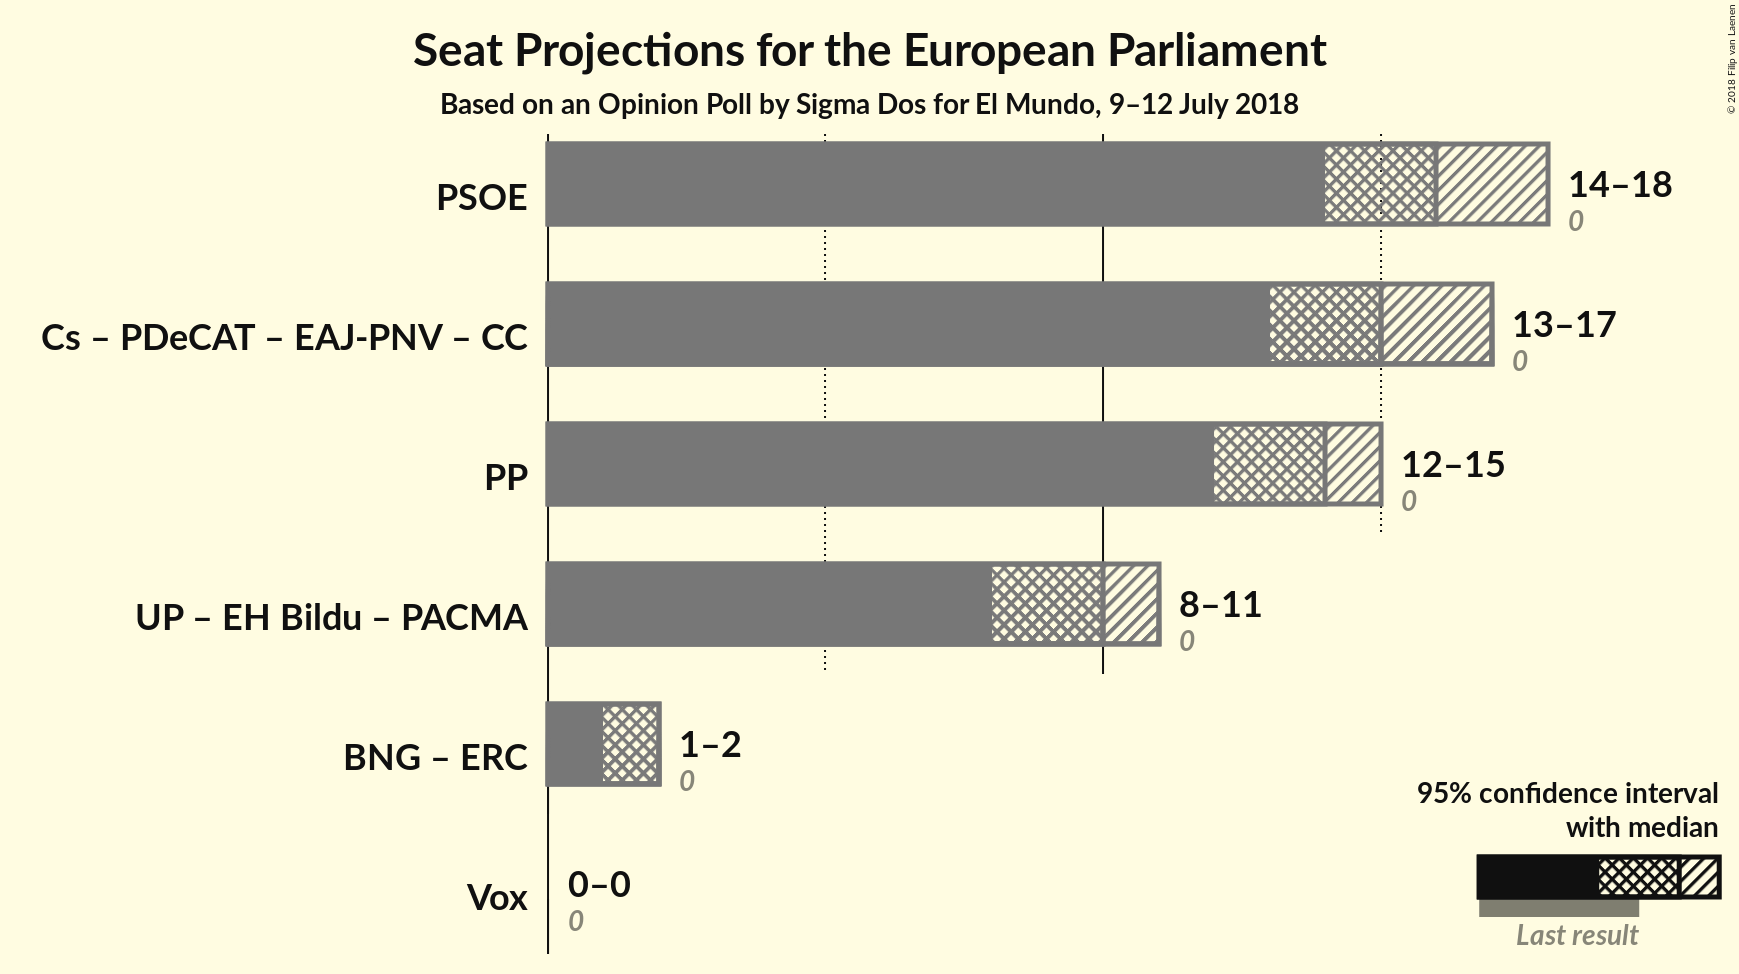 Seat Projections for the European Parliament
Based on an Opinion Poll by Sigma Dos for El Mundo, 9–12 July 2018
© 2018 Filip van Laenen
PSOE
14–18
0
Cs – PDeCAT – EAJ-PNV – CC
13–17
0
PP
12–15
0
UP – EH Bildu – PACMA
8–11
0
BNG – ERC
1–2
0
Vox
0–0
0
95% confidence interval
with median
Last result